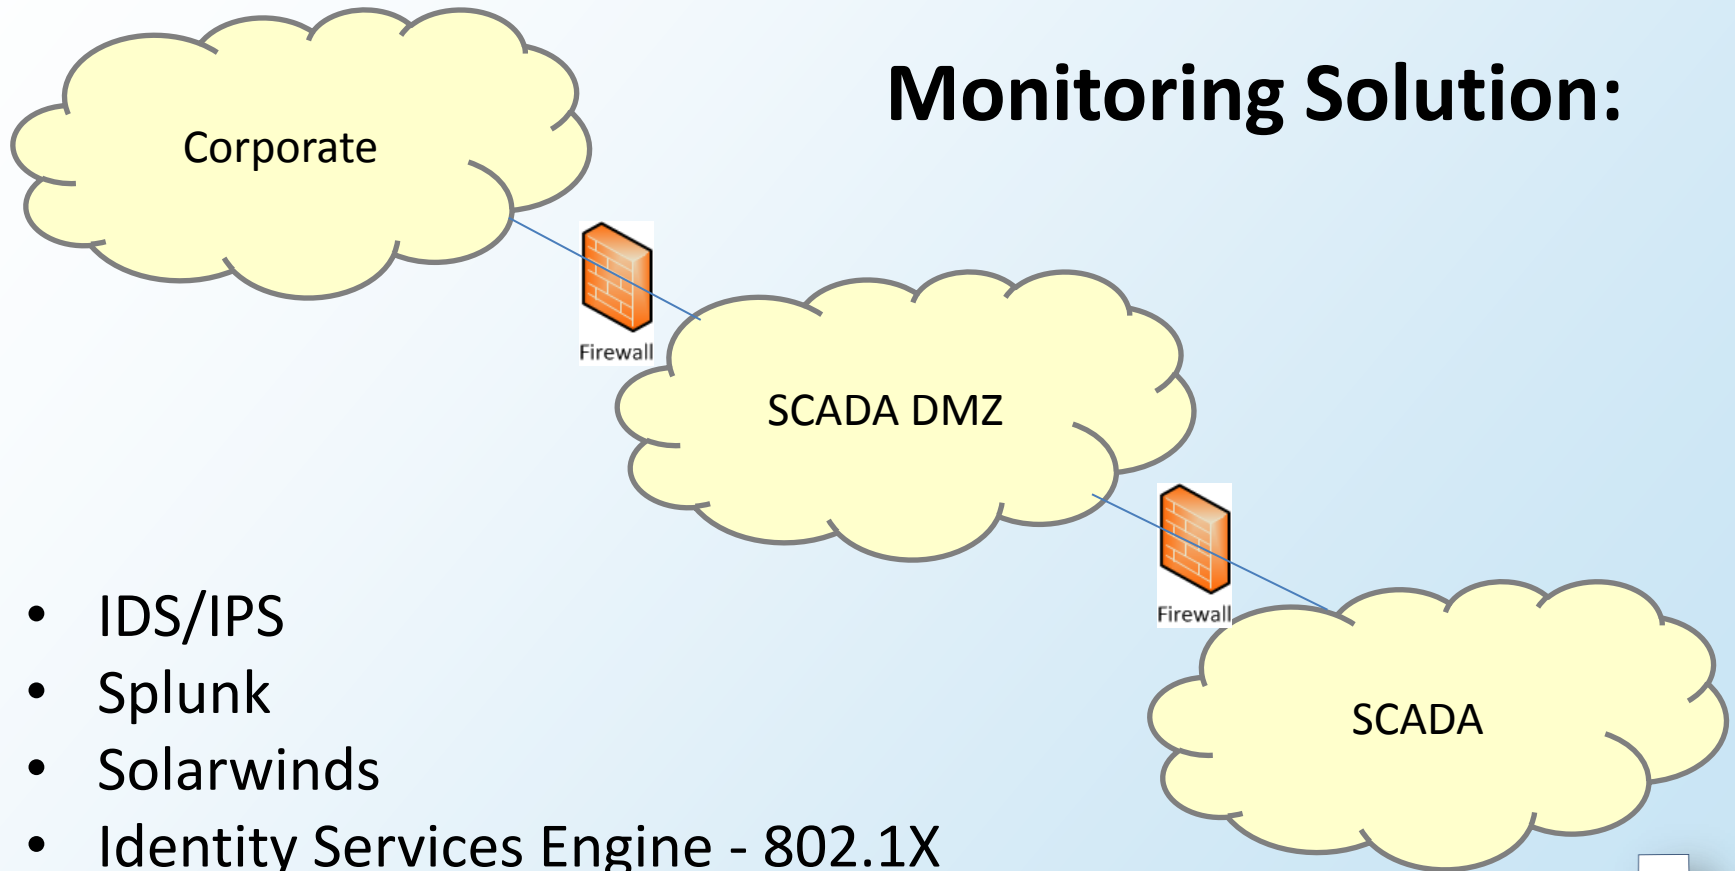 Monitoring Solution:
Corporate
Firewall
SCADA DMZ
Firewall
SCADA
• IDS/IPS
• Splunk
• Solarwinds
• Identity Services Engine - 802.1X